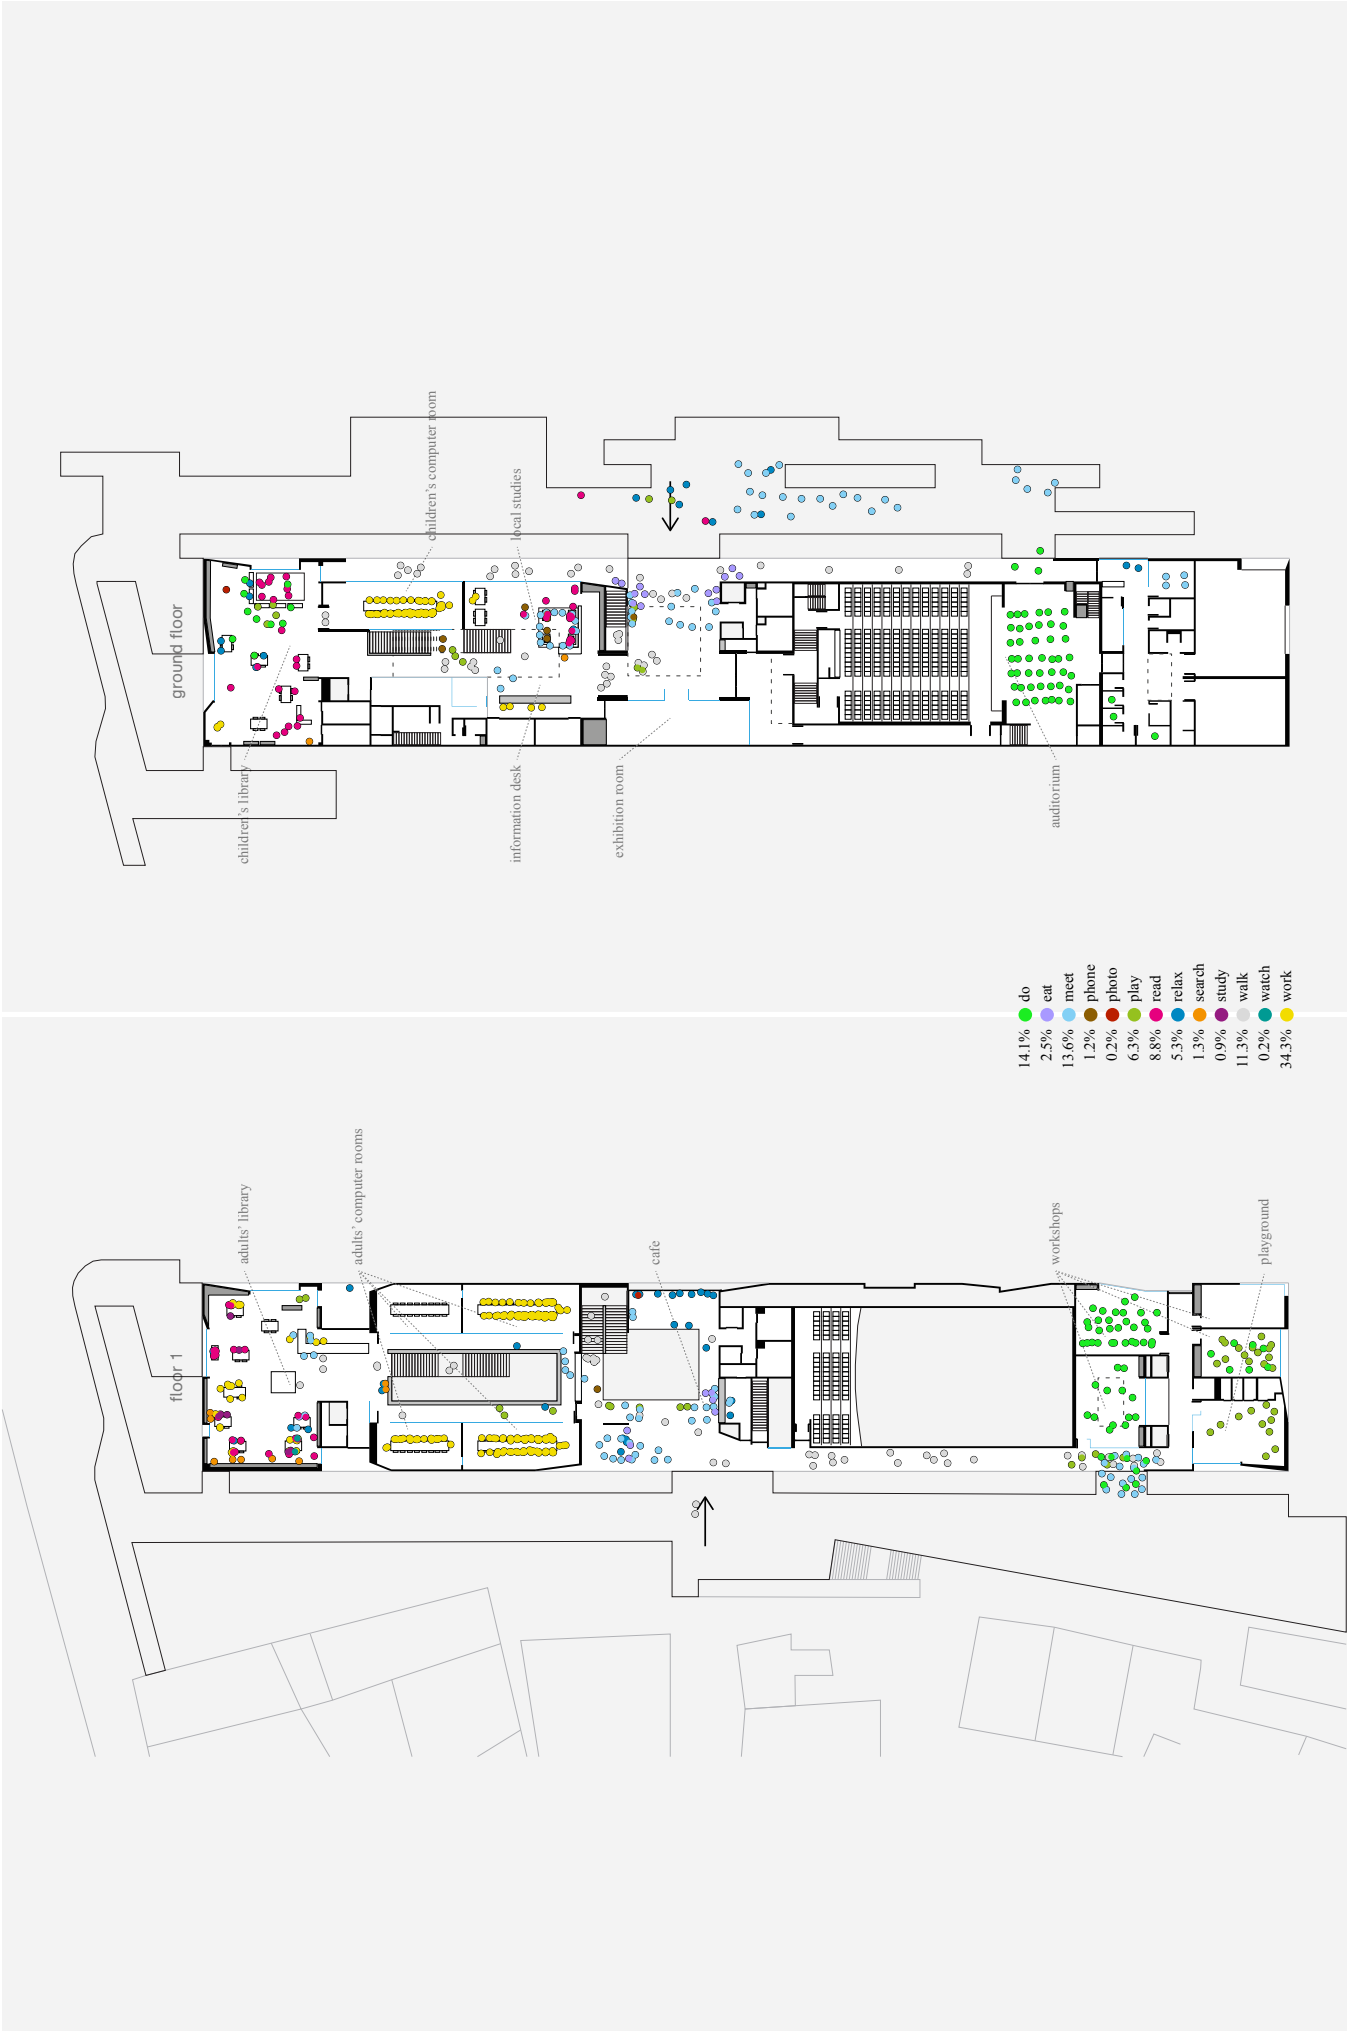 ground floor
children's computer room
local studies
children's library
information desk
exhibition room
auditorium
14.1% do
2.5% eat
13.6% meet
1.2% phone
0.2% photo
6.3% play
8.8% read
5.3% relax
1.3% search
0.9% study
11.3% walk
0.2% watch
34.3% work
floor 1
adults' library
adults' computer rooms
cafe
workshops
playground